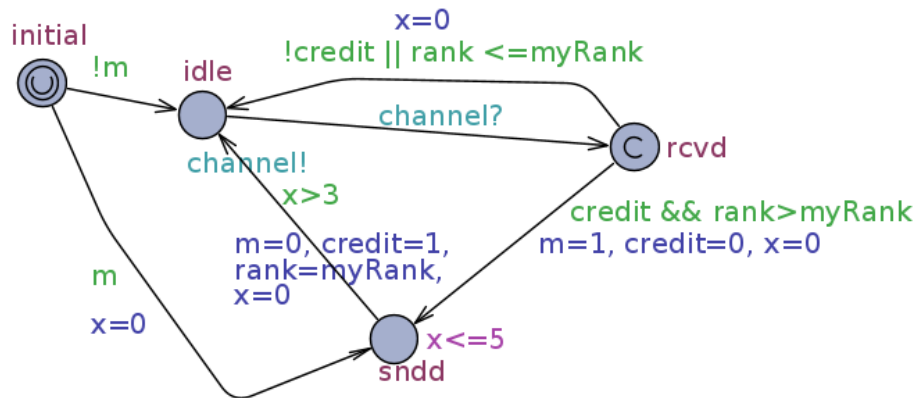 x=0
initial
!credit || rank <=myRank
!m
idle
channel?
C
rcvd
channel!
x>3
credit && rank>myRank
m=0, credit=1,
rank=myRank,
x=0
m=1, credit=0, x=0
m
x=0
x<=5
sndd